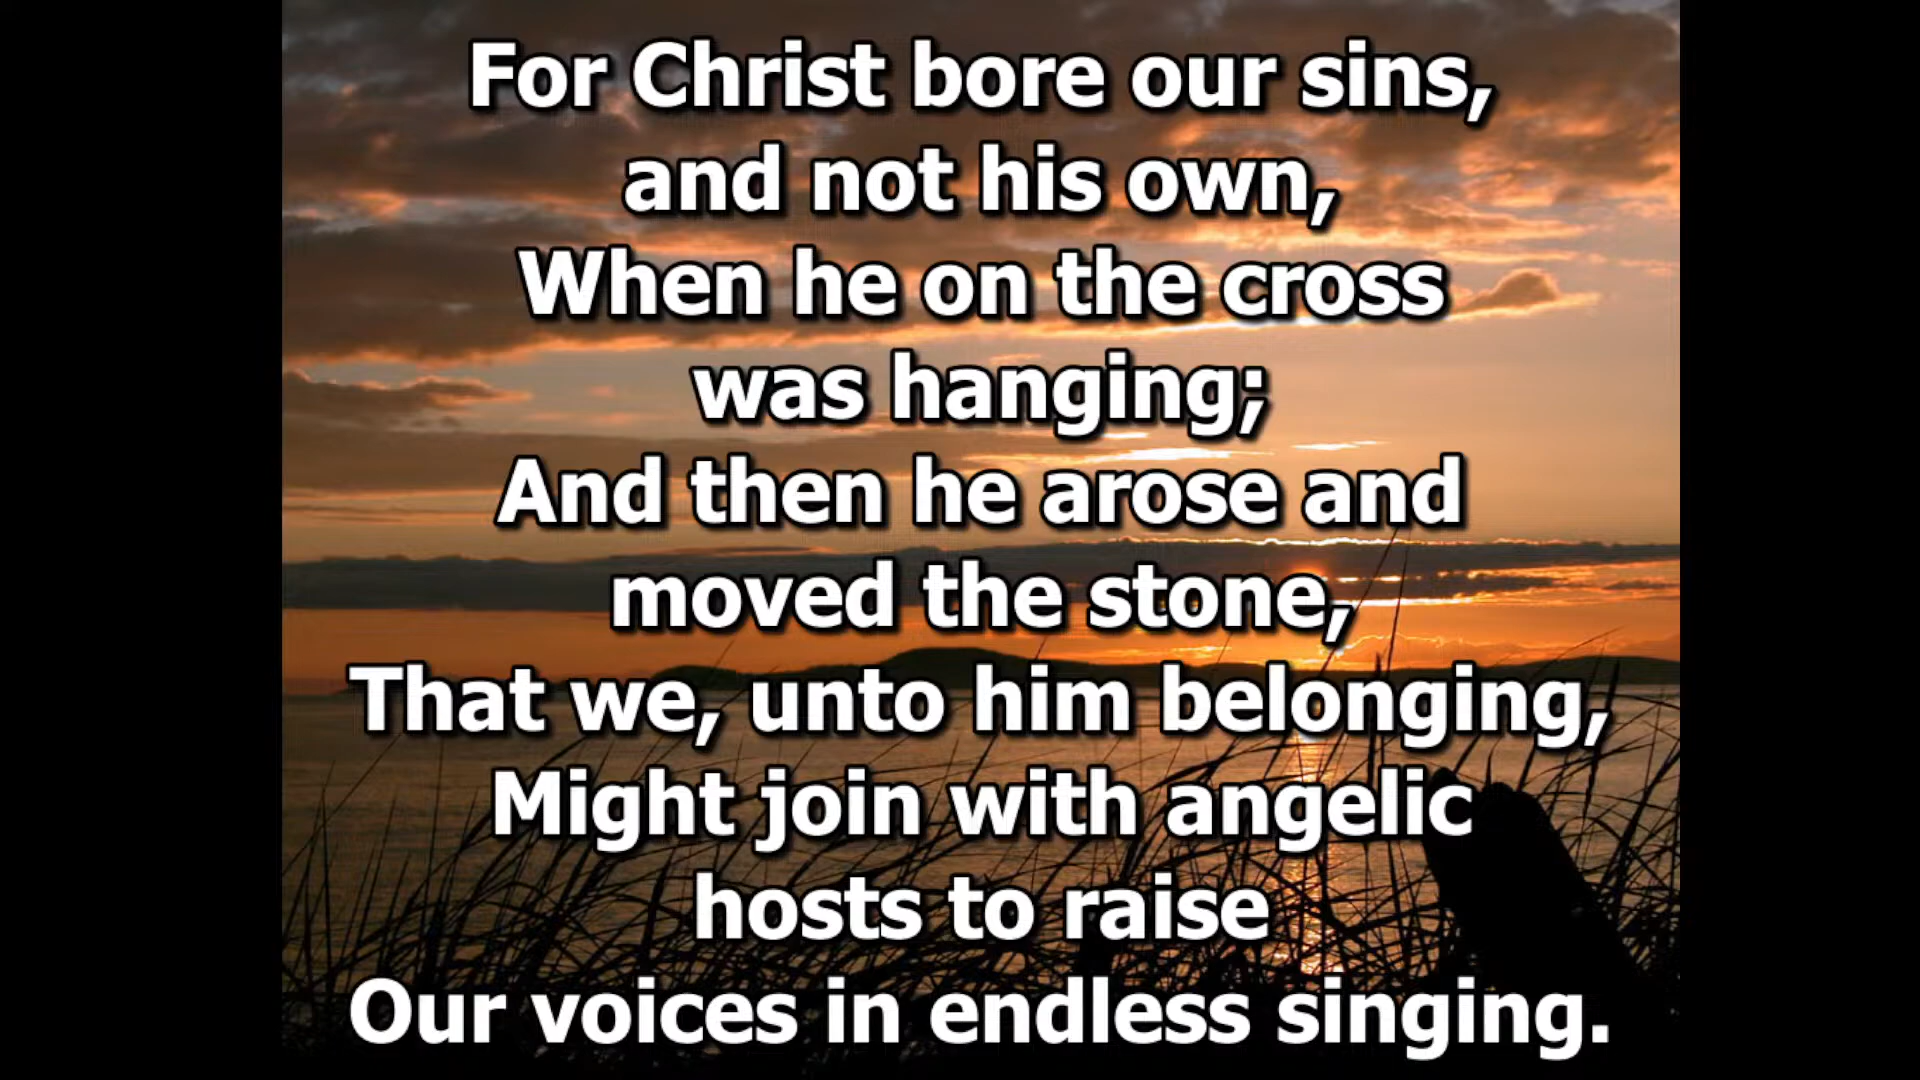 For Christ bore our sins,
and not his own,
When he on the cross
was hanging;
And then he arose and
moved the stone,
That we, unto him belonging,
Might join with angelic
hosts to raise
Our voices in endless singing.